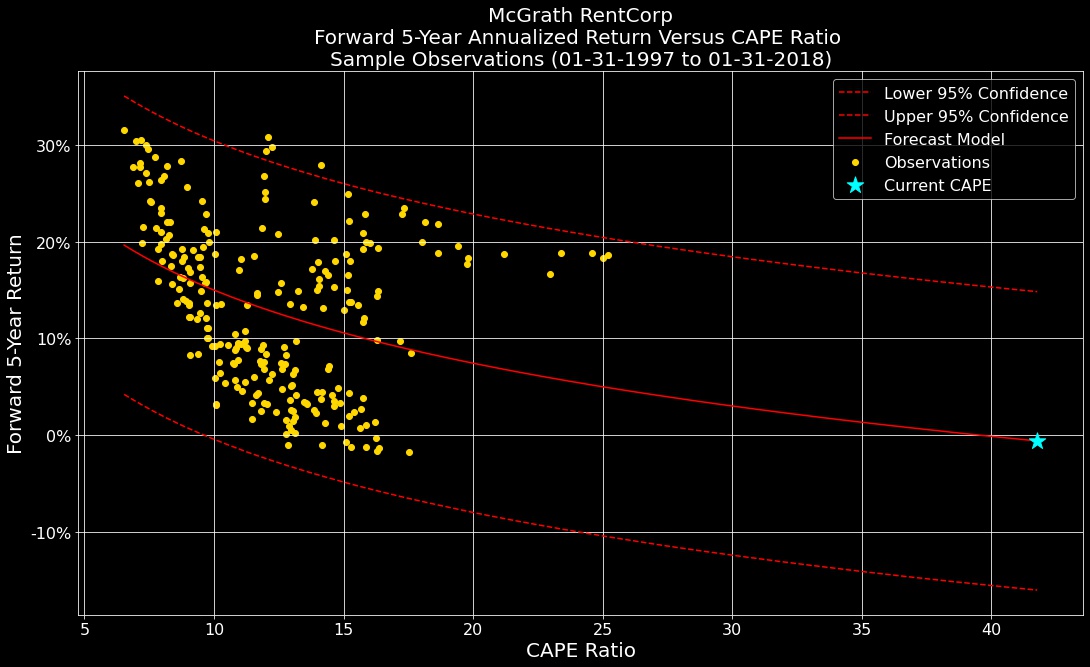 McGrath RentCorp
Forward 5-Year Annualized Return Versus CAPE Ratio
Sample Observations (01-31-1997 to 01-31-2018)
Lower 95% Confidence
Upper 95% Confidence
Forecast Model
Observations
Current CAPE
Forward 5-Year Return
30%
20%
10%
0%
-10%
5 10 15 20 25 30 35 40
CAPE Ratio